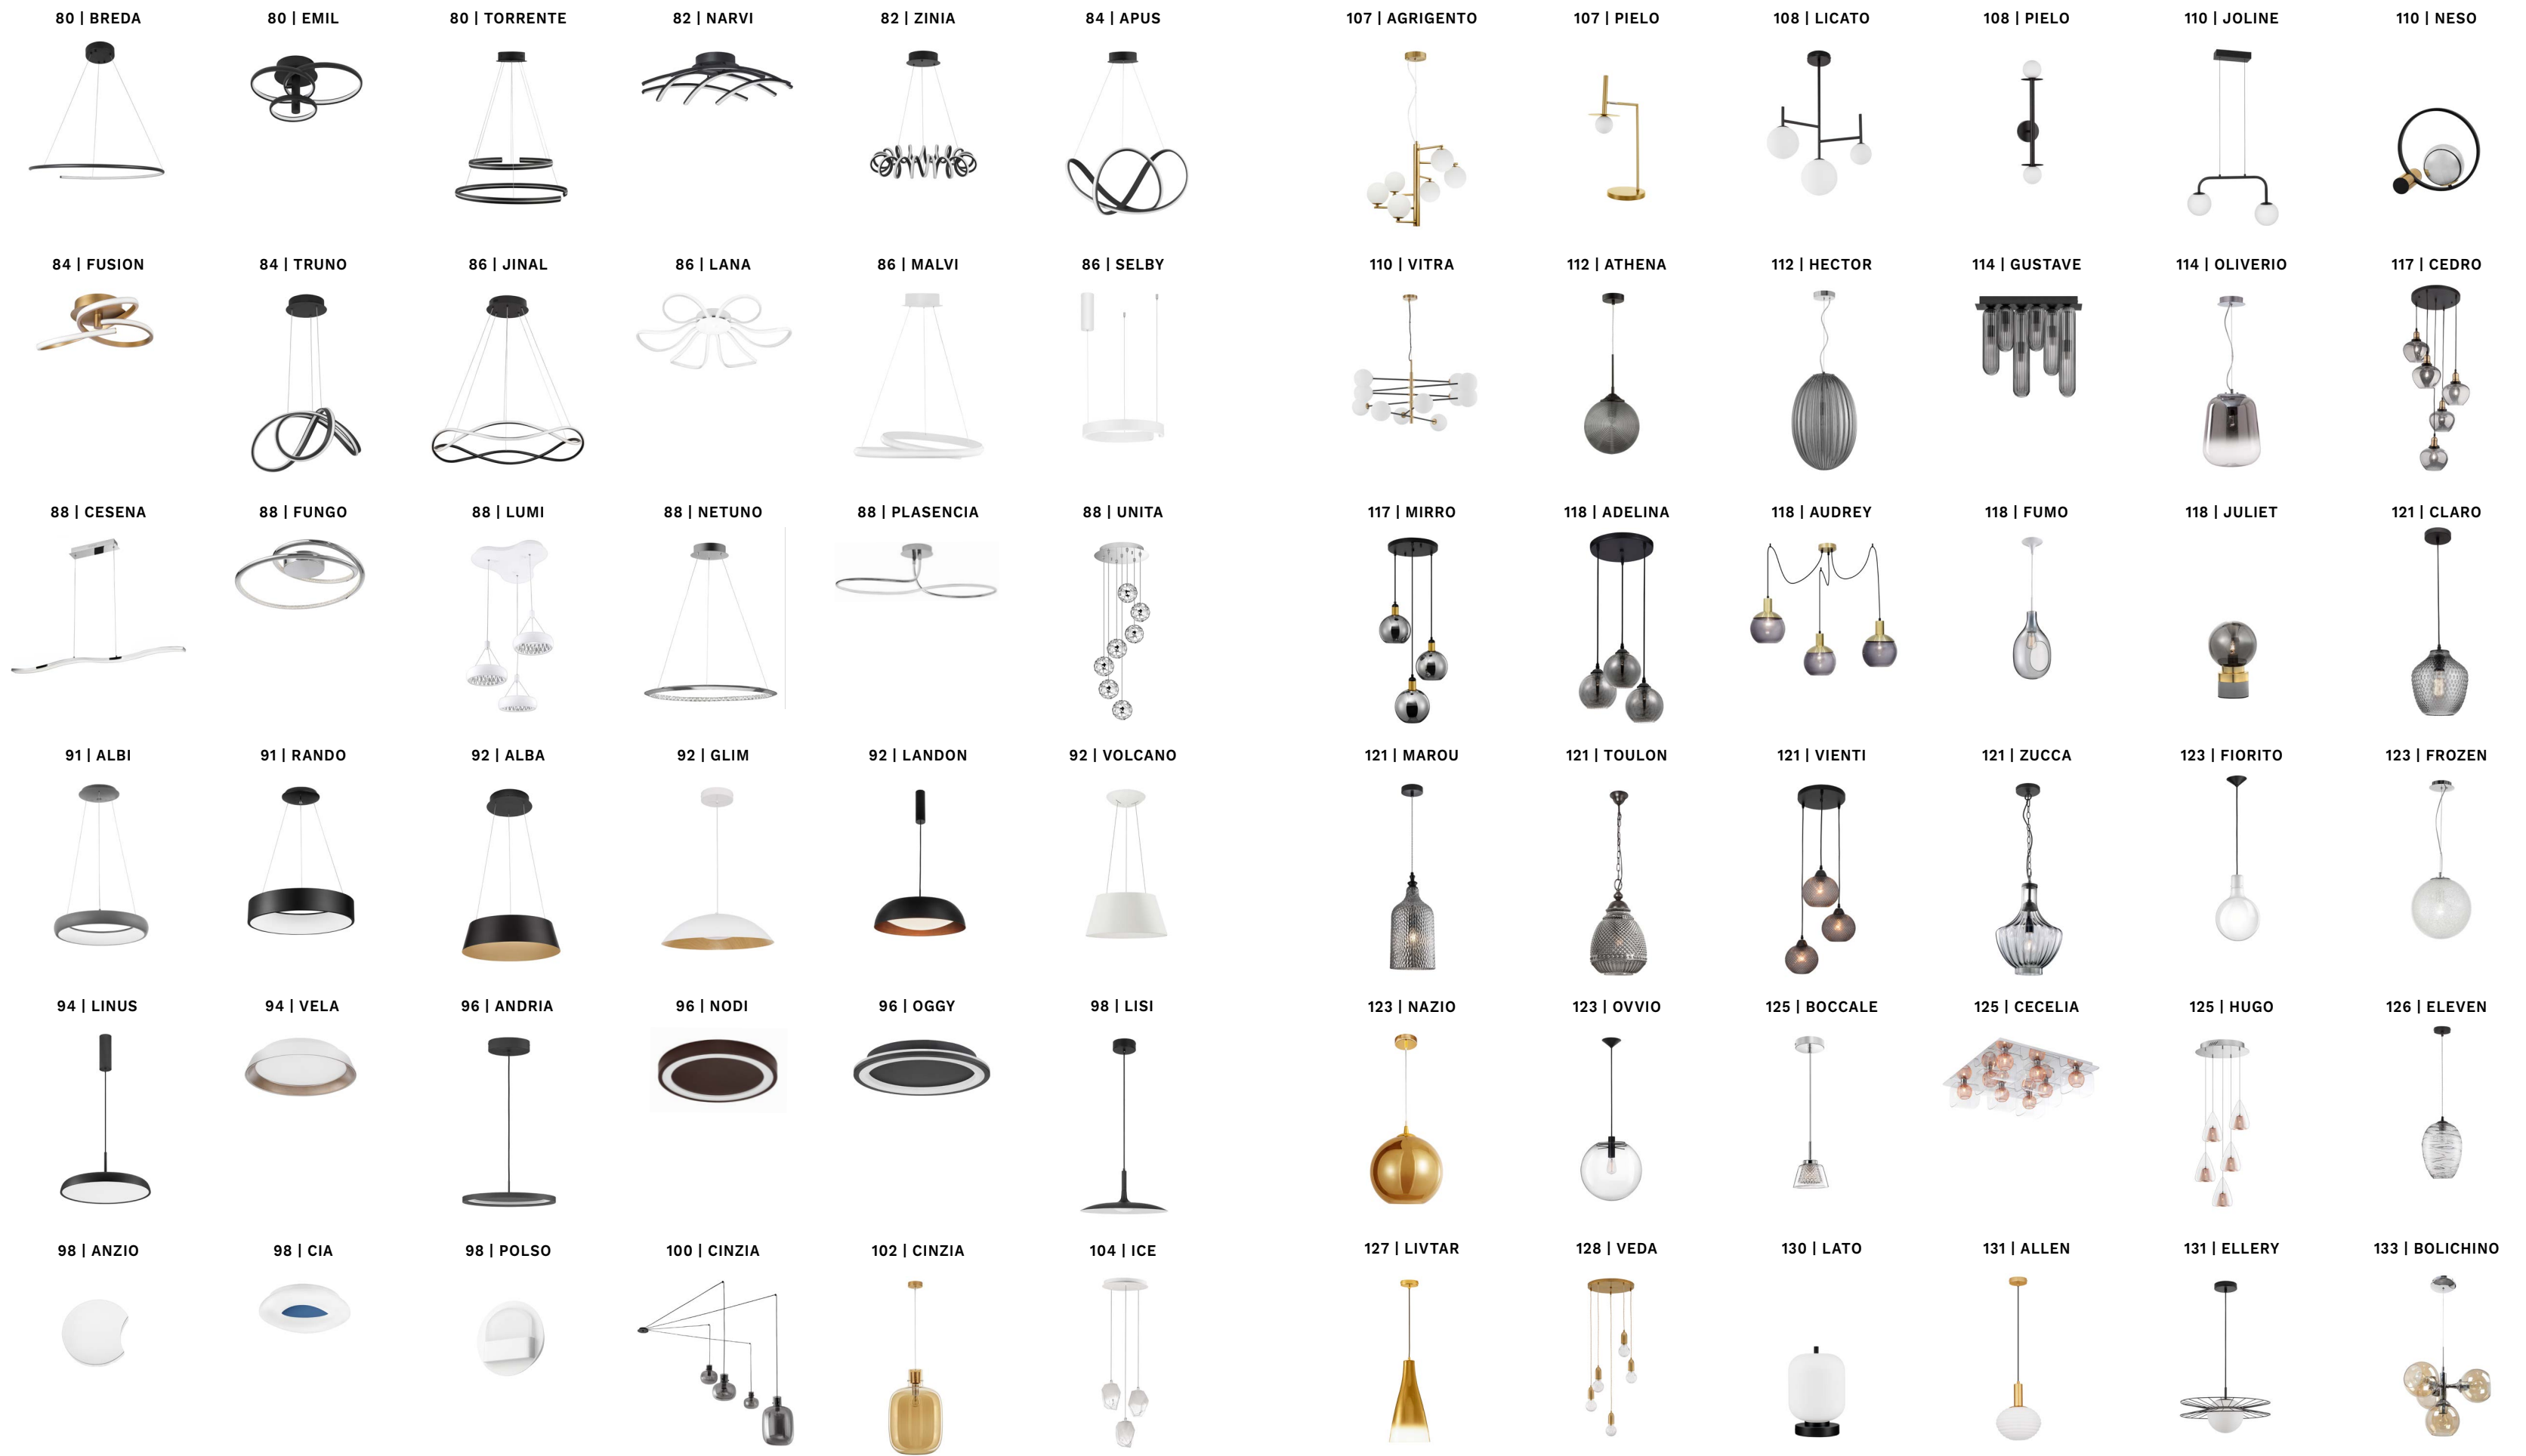 80 | BREDA
80 | EMIL
80 | TORRENTE
82 | NARVI
82 | ZINIA
84 | APUS
84 | FUSION
84 | TRUNO
86 | JINAL
86 | LANA
86 | MALVI
86 | SELBY
88 | CESENA
88 | FUNGO
88 | LUMI
88 | NETUNO
88 | PLASENCIA
88 | UNITA
91 | ALBI
91 | RANDO
92 | ALBA
92 | GLIM
92 | LANDON
92 | VOLCANO
94 | LINUS
94 | VELA
96 | ANDRIA
96 | NODI
96 | OGGY
98 | LISI
98 | ANZIO
98 | CIA
98 | POLSO
100 | CINZIA
102 | CINZIA
104 | ICE
107 | AGRIGENTO
107 | PIELO
108 | LICATO
108 | PIELO
110 | JOLINE
110 | NESO
110 | VITRA
112 | ATHENA
112 | HECTOR
114 | GUSTAVE
114 | OLIVERIO
117 | CEDRO
117 | MIRRO
118 | ADELINA
118 | AUDREY
118 | FUMO
118 | JULIET
121 | CLARO
121 | MAROU
121 | TOULON
121 | VIENTI
121 | ZUCCA
123 | FIORITO
123 | FROZEN
123 | NAZIO
123 | OVVIO
125 | BOCCALE
125 | CECELIA
125 | HUGO
126 | ELEVEN
127 | LIVTAR
128 | VEDA
130 | LATO
131 | ALLEN
131 | ELLERY
133 | BOLICHINO